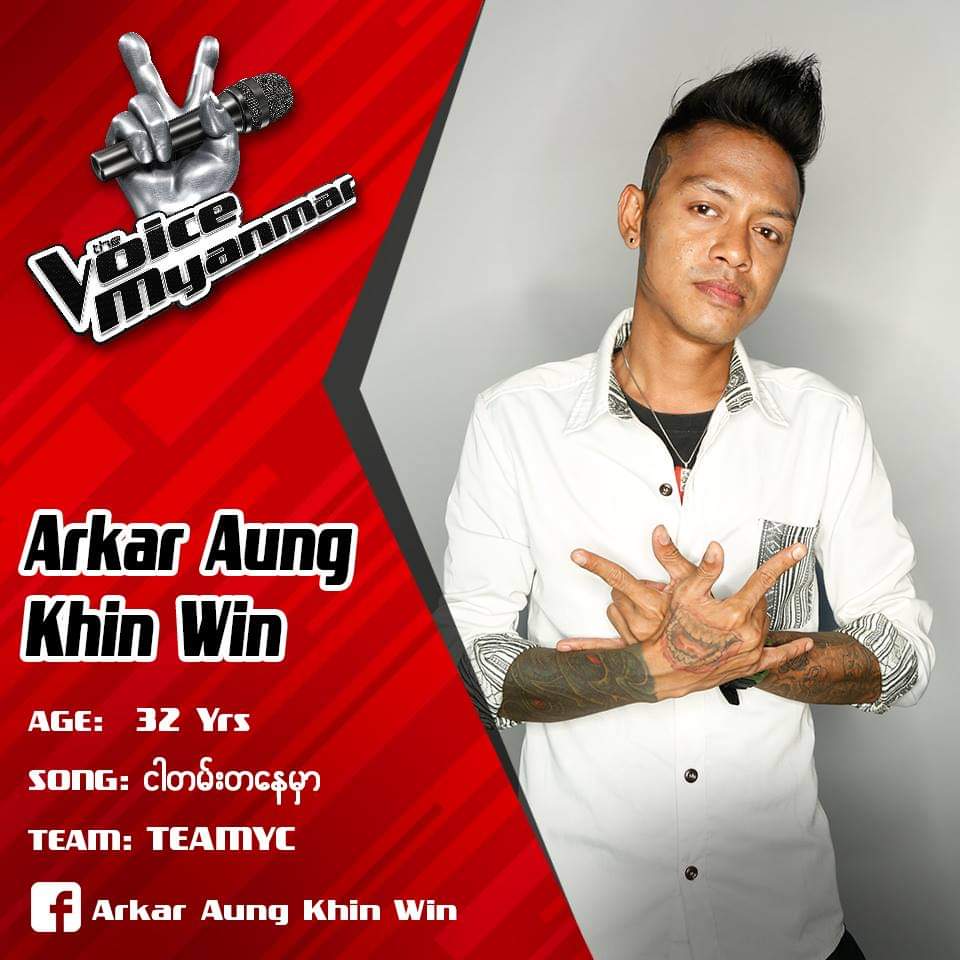 the Voice
Myanmar
Arkar Aung
Khin Win
AGE: 32 Yrs
SONG: ငါတမ်းတနေမှာ
TEAM: TEAMYC
f Arkar Aung Khin Win